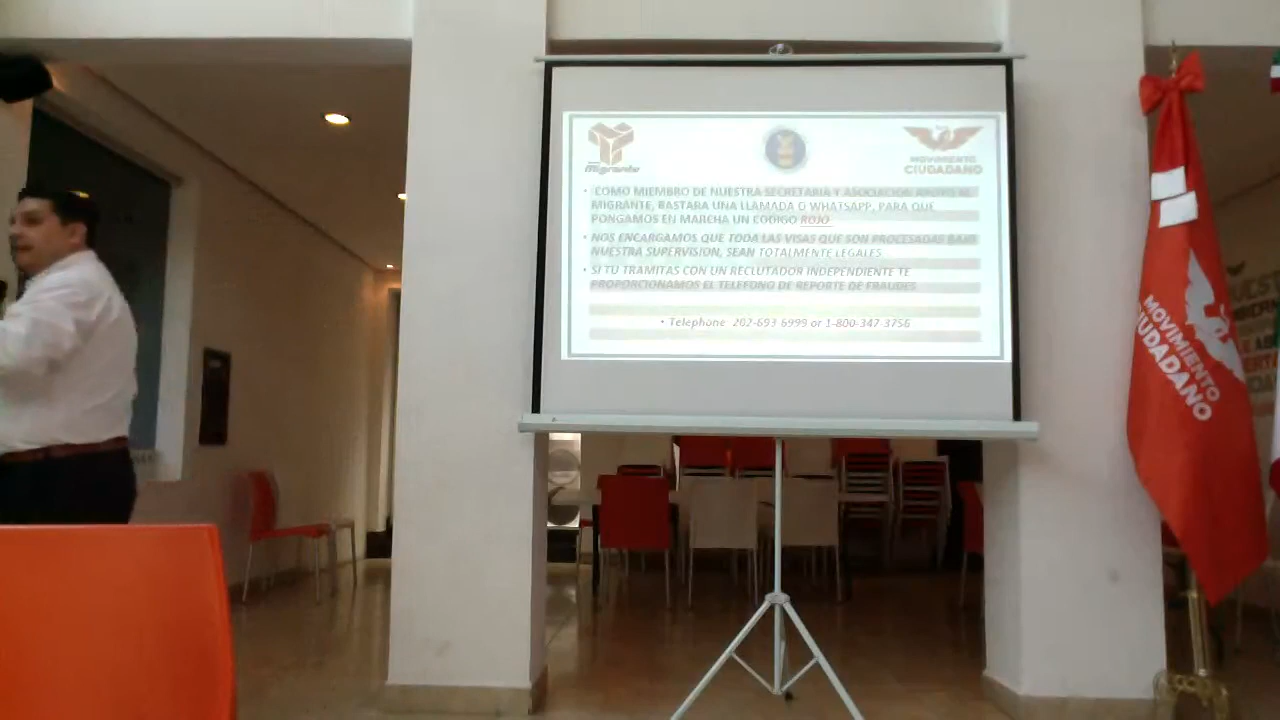 migrante
MOVIMIENTO
CIUDADANO
• COMO MIEMBRO DE NUESTRA SECRETARIA Y ASOCIACION APOYO AL
MIGRANTE, BASTARA UNA LLAMADA O WHATSAPP, PARA QUE
PONGAMOS EN MARCHA UN CODIGO ROJO
• NOS ENCARGAMOS QUE TODA LAS VISAS QUE SON PROCESADAS BAJO
NUESTRA SUPERVISION, SEAN TOTALMENTE LEGALES
• SI TU TRAMITAS CON UN RECLUTADOR INDEPENDIENTE TE
PROPORCIONAMOS EL TELEFONO DE REPORTE DE FRAUDES
• Telephone 202-693 6999 or 1-800-347-3756
MOVIMIENTO
CIUDADANO